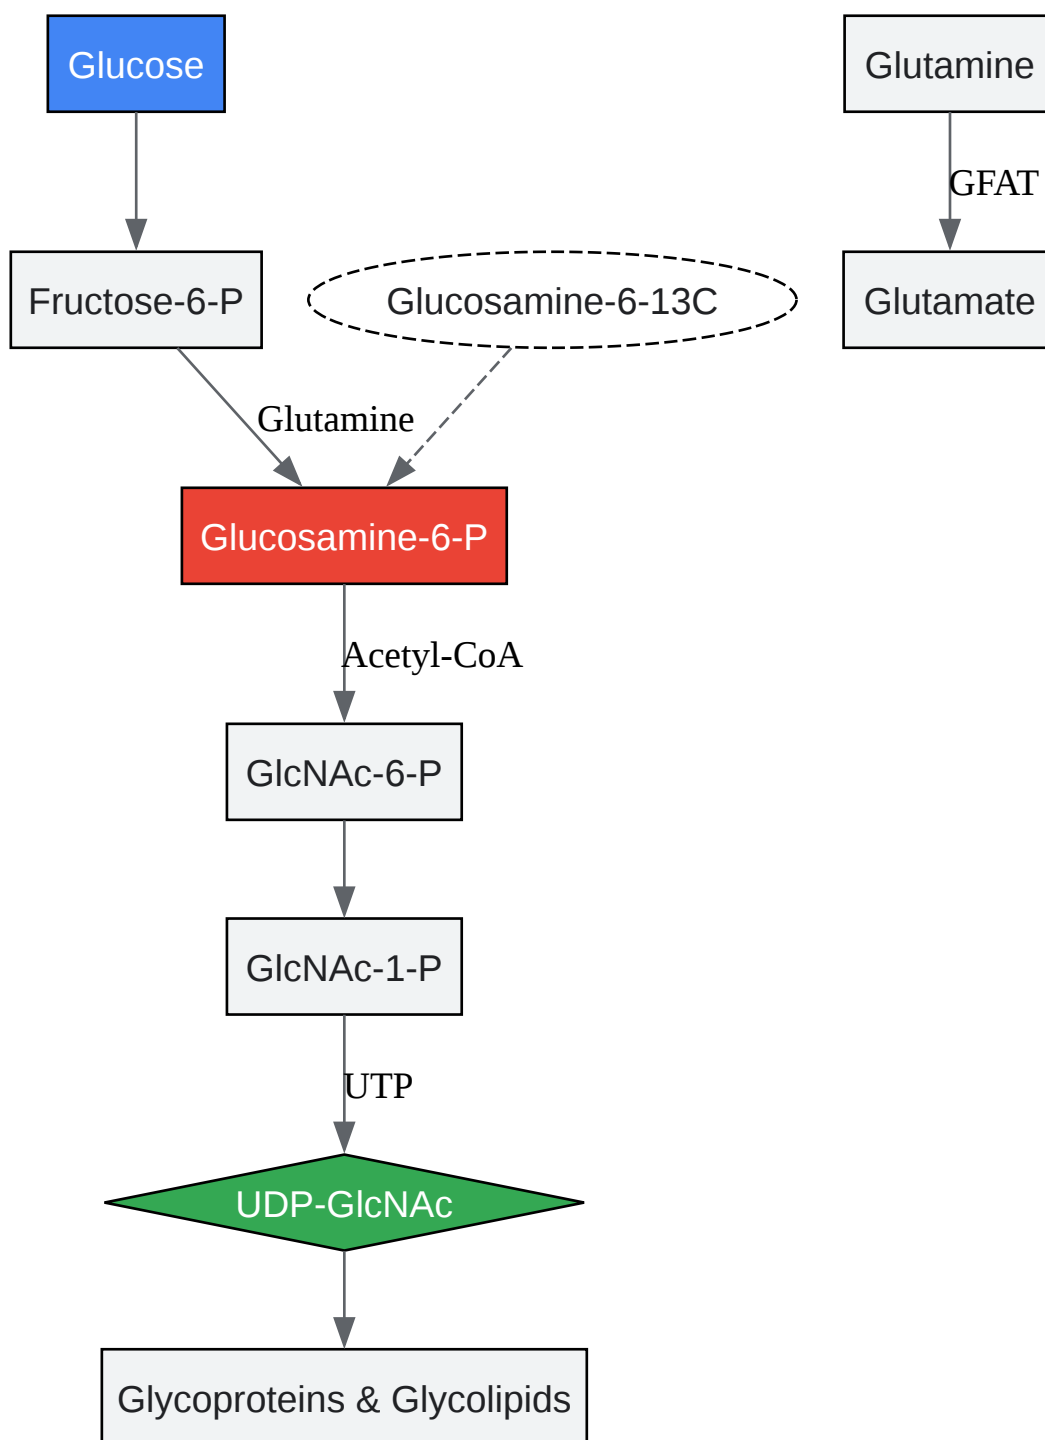 Glucose
Glutamine
GFAT
Fructose-6-P
Glucosamine-6-13C
Glutamate
Glutamine
Glucosamine-6-P
Acetyl-CoA
GlcNAc-6-P
GlcNAc-1-P
UTP
UDP-GlcNAc
Glycoproteins & Glycolipids